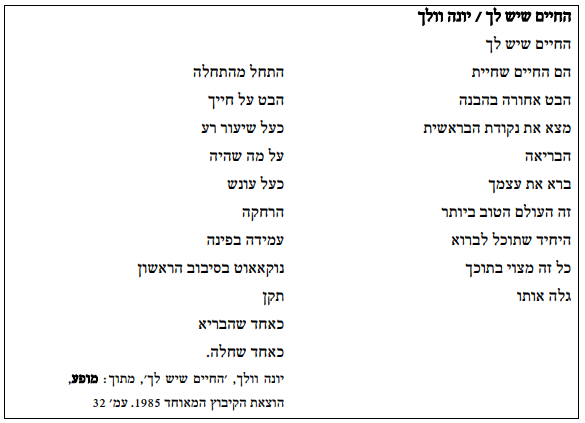 החיים שיש לך / יונה וולך
החיים שיש לך
הם החיים שחיית
הבט אחורה בהבנה
מצא את נקודת הבראשית
הבריאה
ברא את עצמך
זה העולם הטוב ביותר
היחיד שתוכל לברוא
כל זה מצוי בתוכך
גלה אותו
התחל מהתחלה
הבט על חייך
כעל שיעור רע
על מה שהיה
כעל עונש
הרחקה
עמידה בפינה
נוקאאוט בסיבוב הראשון
תקן
כאחד שהבריא
כאחד שחלה.
יונה וולך, 'החיים שיש לך', מתוך: מופע,
הוצאת הקיבוץ המאוחד 1985. עמ' 32